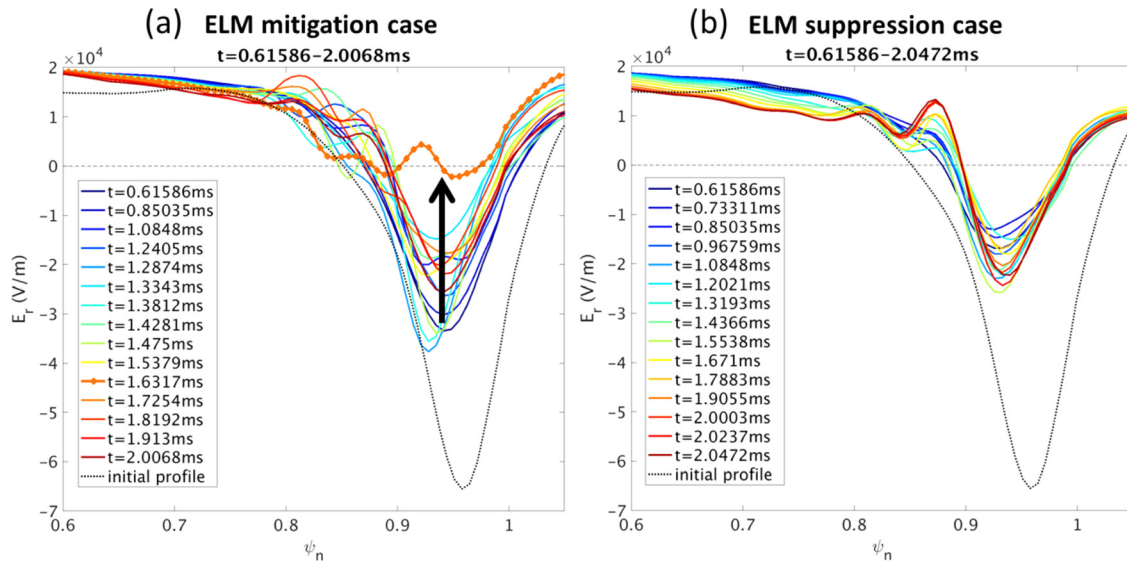 (a) ELM mitigation case
t=0.61586-2.0068ms
×10⁴
2
1
0
-1
-2
-3
-4
-5
-6
-7
E_r (V/m)
t=0.61586ms
t=0.85035ms
t=1.0848ms
t=1.2405ms
t=1.2874ms
t=1.3343ms
t=1.3812ms
t=1.4281ms
t=1.475ms
t=1.5379ms
t=1.6317ms
t=1.7254ms
t=1.8192ms
t=1.913ms
t=2.0068ms
initial profile
0.6 0.7 0.8 0.9 1
ψ_n
(b) ELM suppression case
t=0.61586-2.0472ms
×10⁴
2
1
0
-1
-2
-3
-4
-5
-6
-7
E_r (V/m)
t=0.61586ms
t=0.73311ms
t=0.85035ms
t=0.96759ms
t=1.0848ms
t=1.2021ms
t=1.3193ms
t=1.4366ms
t=1.5538ms
t=1.671ms
t=1.7883ms
t=1.9055ms
t=2.0003ms
t=2.0237ms
t=2.0472ms
initial profile
0.6 0.7 0.8 0.9 1
ψ_n